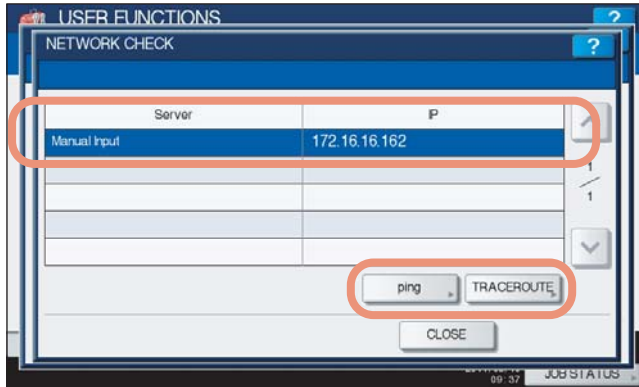 USER FUNCTIONS ?
NETWORK CHECK ?
Server IP
Manual Input 172.16.16.162
1
1
ping TRACEROUTE
CLOSE
09:37 JOB STATUS